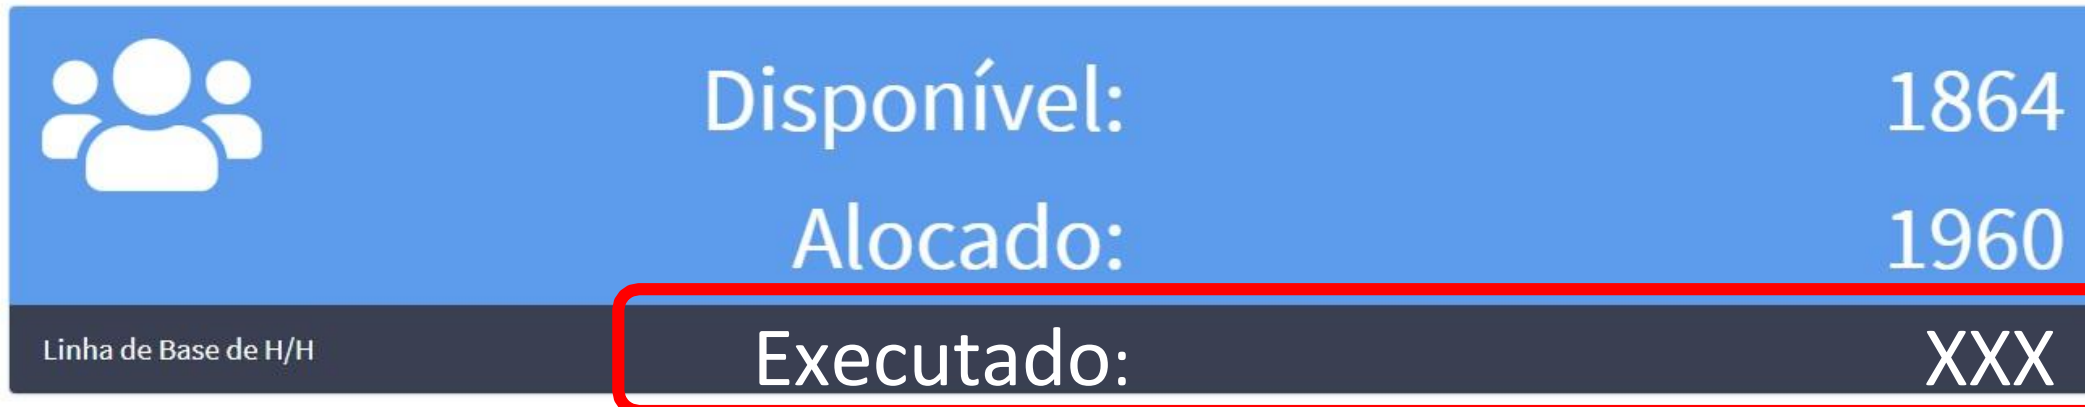 Disponível: 1864
Alocado: 1960
Linha de Base de H/H Executado: XXX